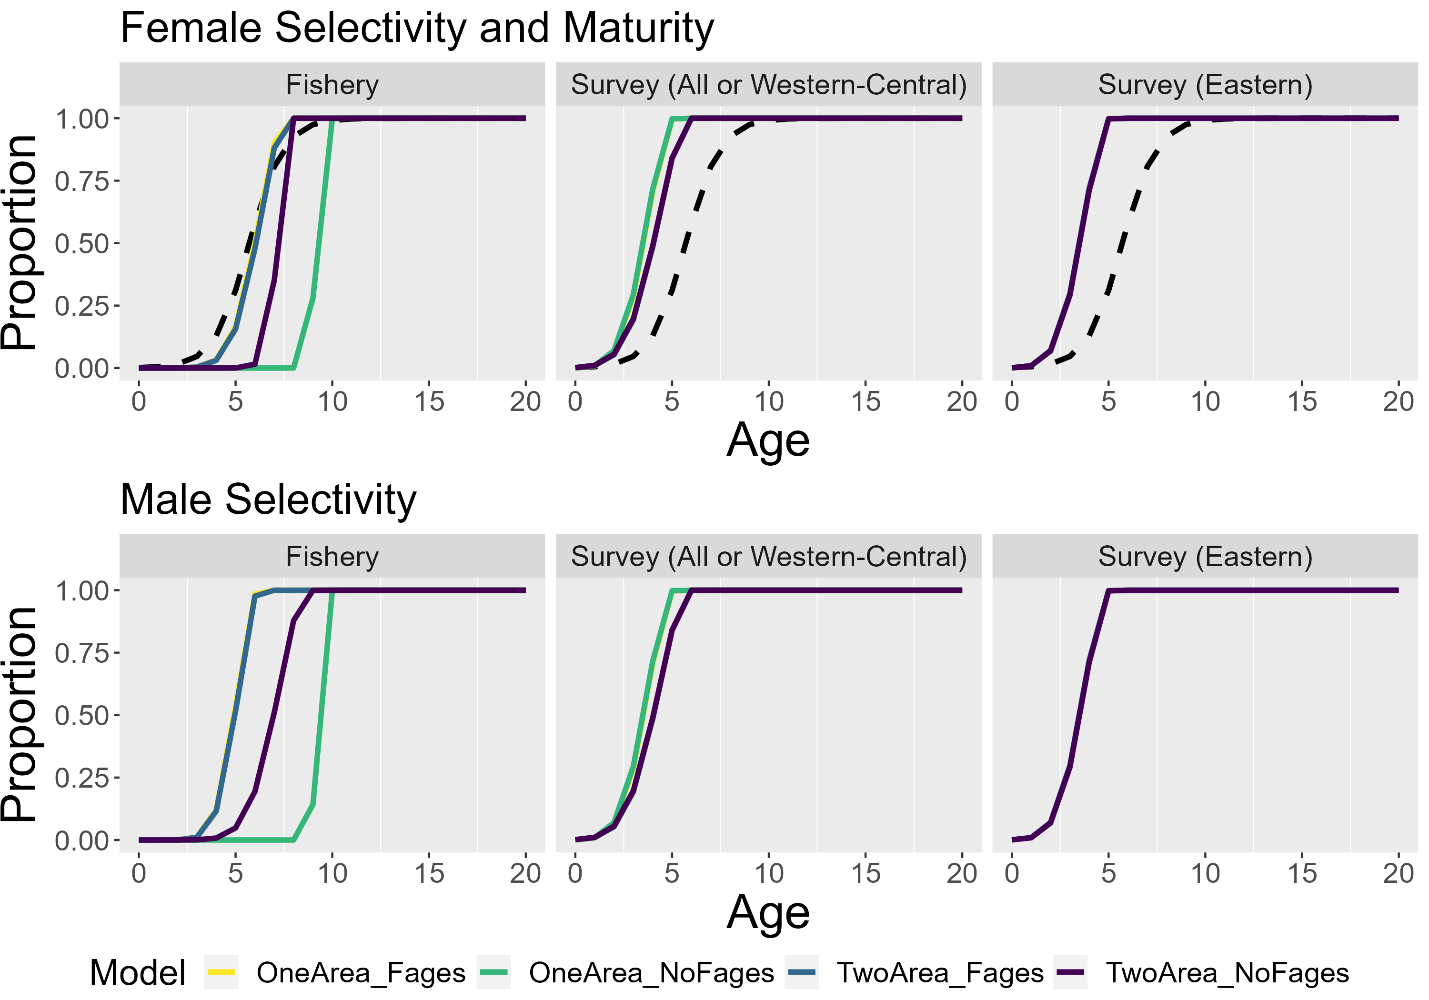 Female Selectivity and Maturity
Fishery
Survey (All or Western-Central)
Survey (Eastern)
Proportion
1.00
0.75
0.50
0.25
0.00
0 5 10 15 20
0 5 10 15 20
0 5 10 15 20
Age
Male Selectivity
Fishery
Survey (All or Western-Central)
Survey (Eastern)
Proportion
1.00
0.75
0.50
0.25
0.00
0 5 10 15 20
0 5 10 15 20
0 5 10 15 20
Age
Model OneArea_Fages OneArea_NoFages TwoArea_Fages TwoArea_NoFages